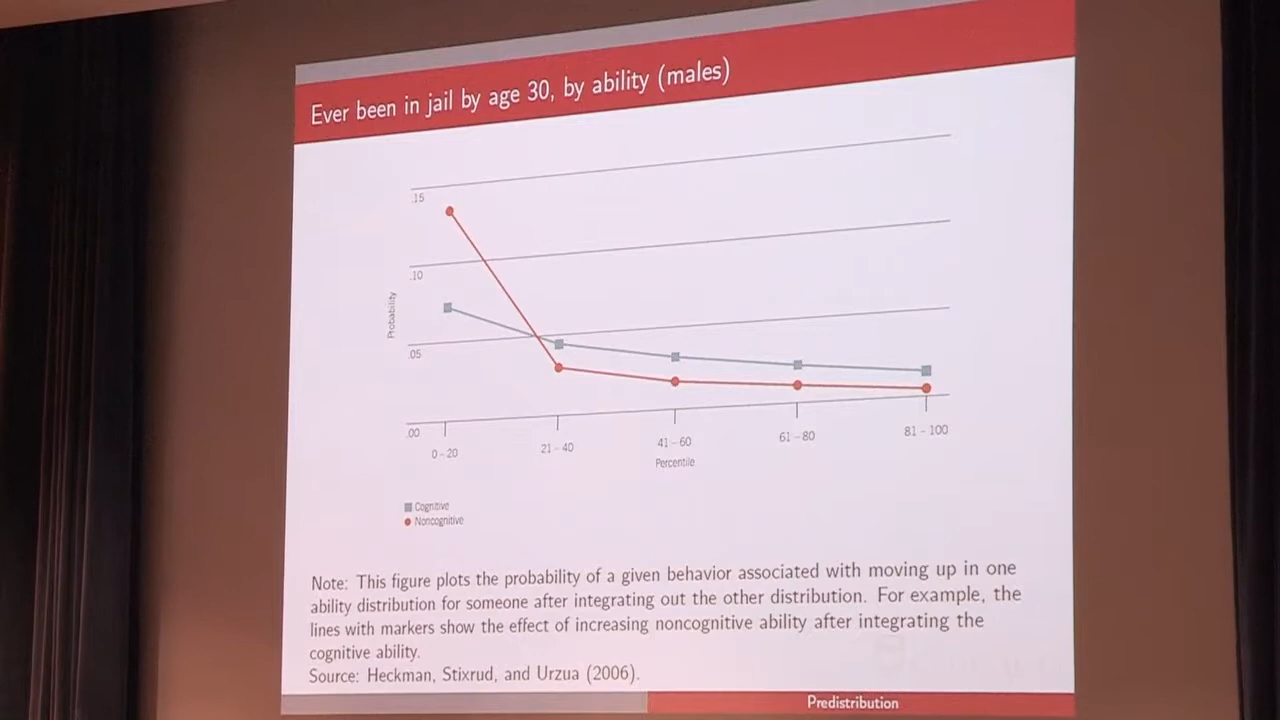 Ever been in jail by age 30, by ability (males)
.15
.10
.05
.00
Probability
0 – 20
21 – 40
41 – 60
61 – 80
81 – 100
Percentile
Cognitive
Noncognitive
Note: This figure plots the probability of a given behavior associated with moving up in one
ability distribution for someone after integrating out the other distribution. For example, the
lines with markers show the effect of increasing noncognitive ability after integrating the
cognitive ability.
Source: Heckman, Stixrud, and Urzua (2006).
Predistribution